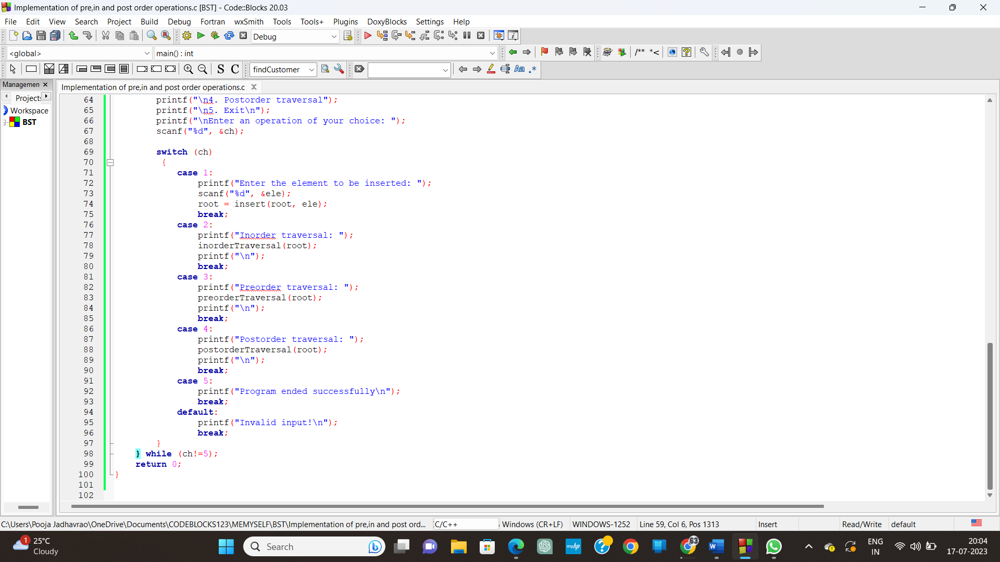 Implementation of pre,in and post order operations.c [BST] - Code::Blocks 20.03
File Edit View Search Project Build Debug Fortran wxSmith Tools Tools+ Plugins DoxyBlocks Settings Help
Debug
<global> main() : int /** *<
S C findCustomer Aa .*
Managemen
Implementation of pre,in and post order operations.c
Projects
Workspace
BST
64 printf("\n4. Postorder traversal");
65 printf("\n5. Exit\n");
66 printf("\nEnter an operation of your choice: ");
67 scanf("%d", &ch);
68
69 switch (ch)
70 {
71 case 1:
72 printf("Enter the element to be inserted: ");
73 scanf("%d", &ele);
74 root = insert(root, ele);
75 break;
76 case 2:
77 printf("Inorder traversal: ");
78 inorderTraversal(root);
79 printf("\n");
80 break;
81 case 3:
82 printf("Preorder traversal: ");
83 preorderTraversal(root);
84 printf("\n");
85 break;
86 case 4:
87 printf("Postorder traversal: ");
88 postorderTraversal(root);
89 printf("\n");
90 break;
91 case 5:
92 printf("Program ended successfully\n");
93 break;
94 default:
95 printf("Invalid input!\n");
96 break;
97 }
98 } while (ch!=5);
99 return 0;
100 }
101
102
C:\Users\Pooja Jadhavrao\OneDrive\Documents\CODEBLOCKS123\MEMYSELF\BST\Implementation of pre,in and post ord... C/C++ Windows (CR+LF) WINDOWS-1252 Line 59, Col 6, Pos 1313 Insert Read/Write default
1 25°C
Cloudy
Search
myhp
63
ENG
IN
20:04
17-07-2023